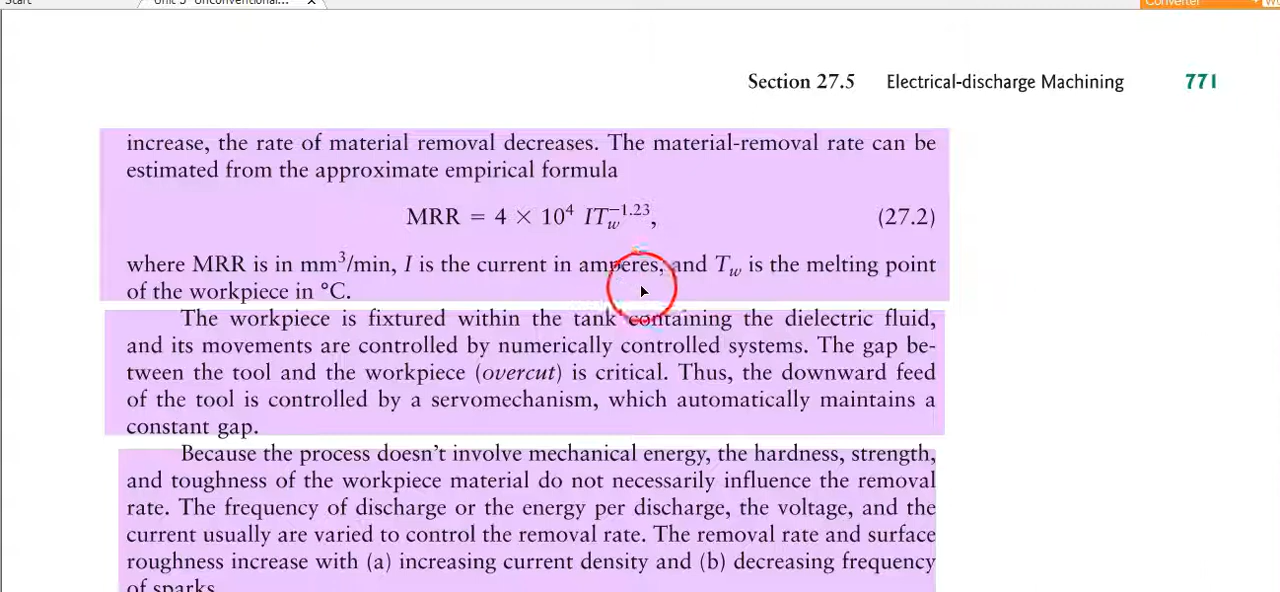 Start
Unit 5- Unconventional...
Converter
Section 27.5 Electrical-discharge Machining 771
increase, the rate of material removal decreases. The material-removal rate can be
estimated from the approximate empirical formula
MRR = 4 × 10⁴ IT_w^−1.23, (27.2)
where MRR is in mm³/min, I is the current in amperes, and T_w is the melting point
of the workpiece in °C.
The workpiece is fixtured within the tank containing the dielectric fluid,
and its movements are controlled by numerically controlled systems. The gap be-
tween the tool and the workpiece (overcut) is critical. Thus, the downward feed
of the tool is controlled by a servomechanism, which automatically maintains a
constant gap.
Because the process doesn't involve mechanical energy, the hardness, strength,
and toughness of the workpiece material do not necessarily influence the removal
rate. The frequency of discharge or the energy per discharge, the voltage, and the
current usually are varied to control the removal rate. The removal rate and surface
roughness increase with (a) increasing current density and (b) decreasing frequency
of sparks.